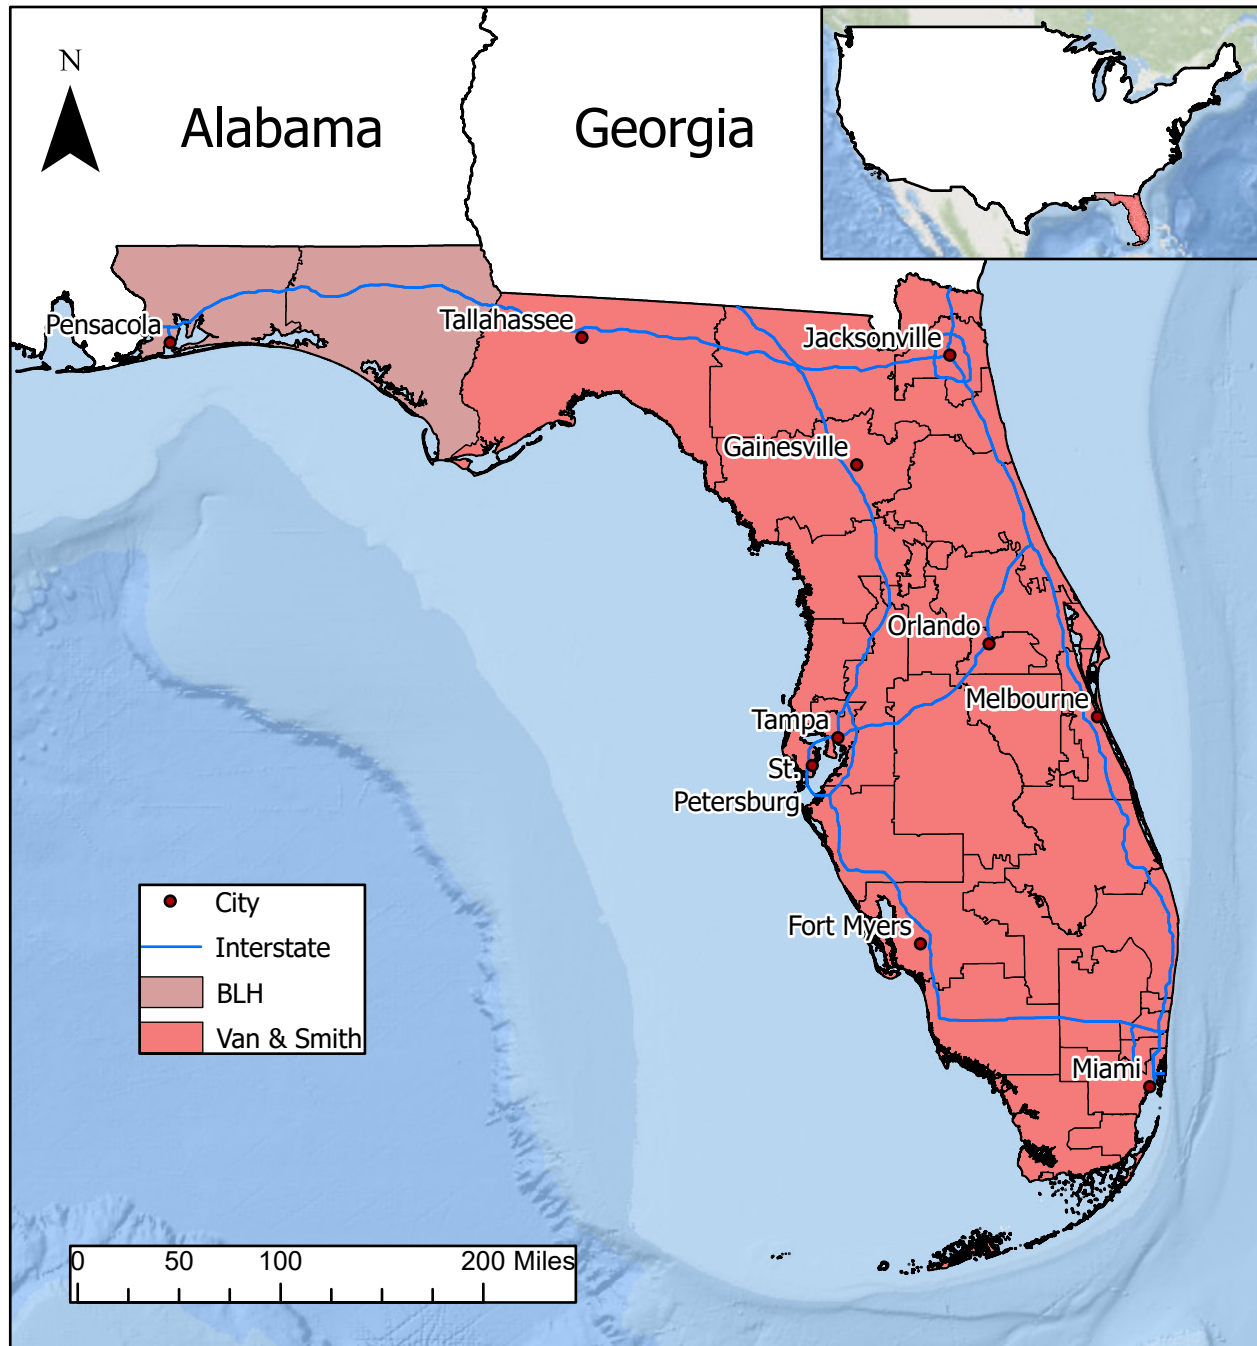 N
Alabama
Georgia
Pensacola
Tallahassee
Jacksonville
Gainesville
Orlando
Melbourne
Tampa
St.
Petersburg
Fort Myers
Miami
City
Interstate
BLH
Van & Smith
0 50 100 200 Miles